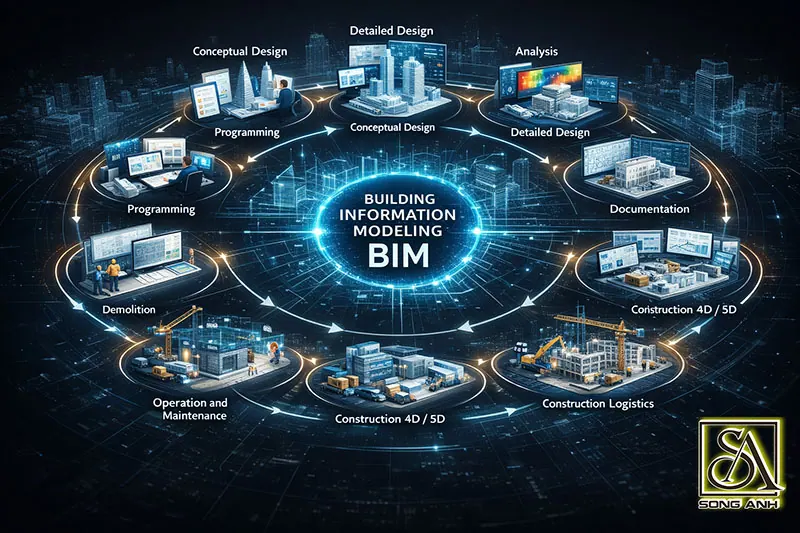 Detailed Design
Conceptual Design
Analysis
Programming
Conceptual Design
Detailed Design
BUILDING
INFORMATION
MODELING
BIM
Programming
Documentation
Demolition
Construction 4D / 5D
Operation and
Maintenance
Construction 4D / 5D
Construction Logistics
SA
SONG ANH